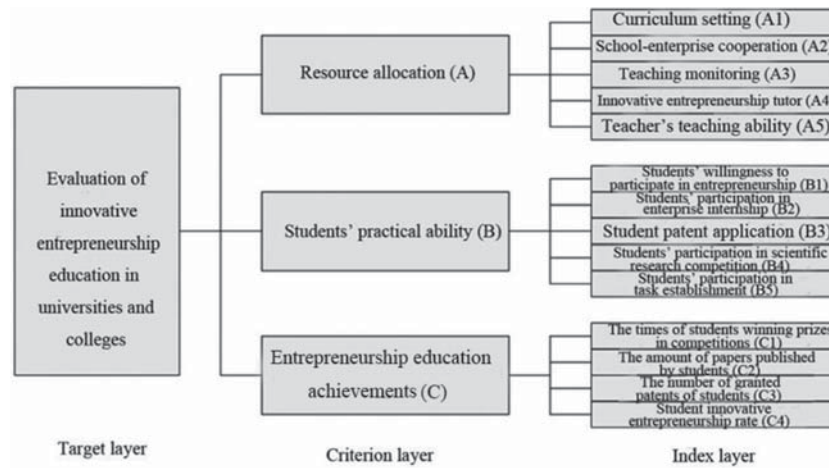 Evaluation of
innovative
entrepreneurship
education in
universities and
colleges
Target layer
Resource allocation (A)
Students' practical ability (B)
Entrepreneurship education
achievements (C)
Criterion layer
Curriculum setting (A1)
School-enterprise cooperation (A2)
Teaching monitoring (A3)
Innovative entrepreneurship tutor (A4
Teacher's teaching ability (A5)
Students' willingness to
participate in entrepreneurship (B1)
Students' participation in
enterprise internship (B2)
Student patent application (B3)
Students' participation in scientific
research competition (B4)
Students' participation in
task establishment (B5)
The times of students winning prizes
in competitions (C1)
The amount of papers published
by students (C2)
The number of granted
patents of students (C3)
Student innovative
entrepreneurship rate (C4)
Index layer